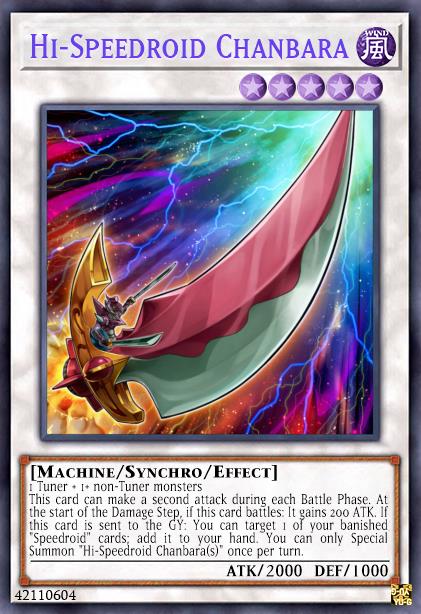 HI-SPEEDROID CHANBARA
WIND
風
[MACHINE/SYNCHRO/EFFECT]
1 Tuner + 1+ non-Tuner monsters
This card can make a second attack during each Battle Phase. At
the start of the Damage Step, if this card battles: It gains 200 ATK. If
this card is sent to the GY: You can target 1 of your banished
"Speedroid" cards; add it to your hand. You can only Special
Summon "Hi-Speedroid Chanbara(s)" once per turn.
ATK/2000 DEF/1000
42110604